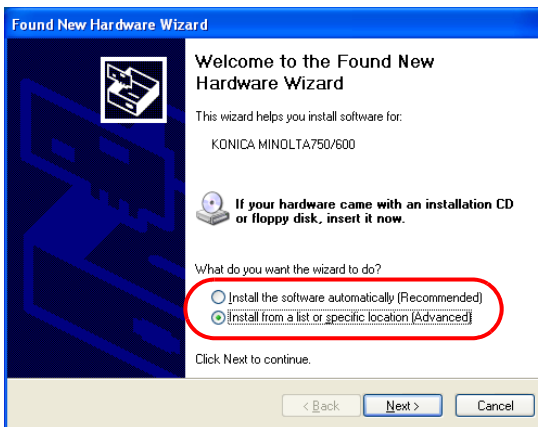 Found New Hardware Wizard
Welcome to the Found New
Hardware Wizard
This wizard helps you install software for:
KONICA MINOLTA750/600
If your hardware came with an installation CD
or floppy disk, insert it now.
What do you want the wizard to do?
Install the software automatically (Recommended)
Install from a list or specific location (Advanced)
Click Next to continue.
< Back
Next >
Cancel